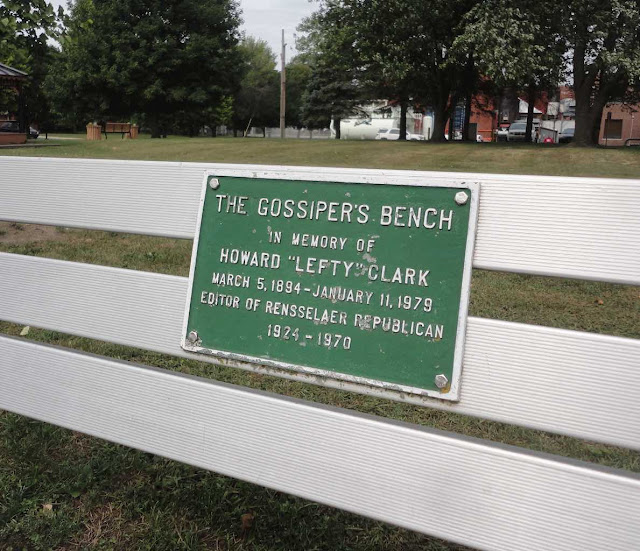 THE GOSSIPER'S BENCH
IN MEMORY OF
HOWARD "LEFTY" CLARK
MARCH 5, 1894 - JANUARY 11, 1979
EDITOR OF RENSSELAER REPUBLICAN
1924 - 1970